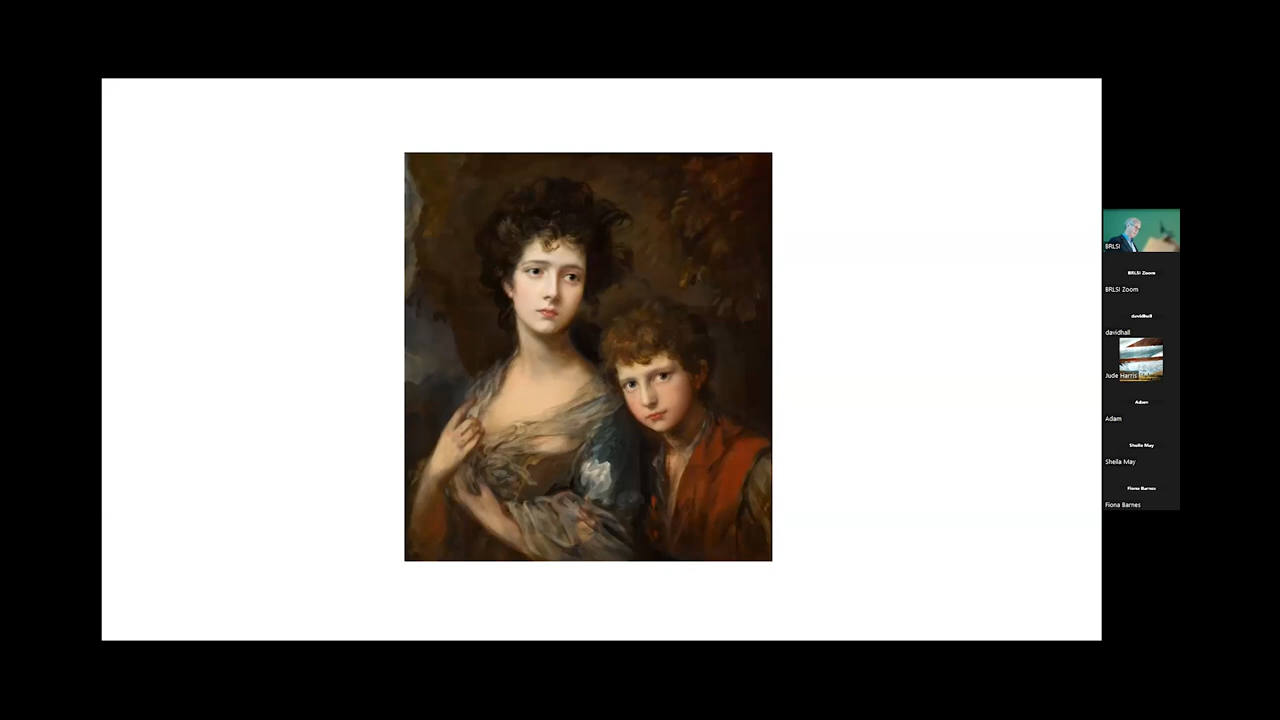 BRLSI
BRLSI Zoom
BRLSI Zoom
davidhall
davidhall
Jude Harris
Adam
Adam
Sheila May
Sheila May
Fiona Barnes
Fiona Barnes